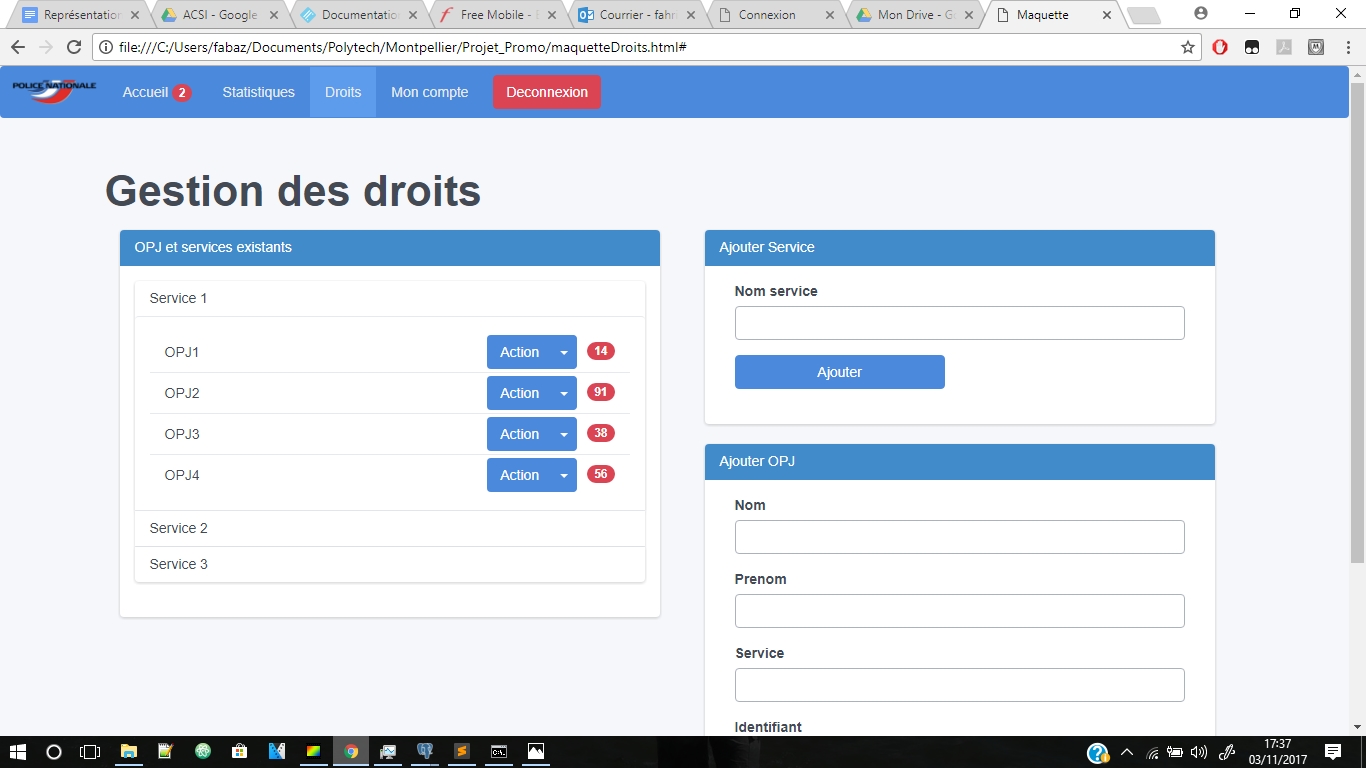 Représentation
ACSI - Google
Documentatio
Free Mobile - E
Courrier - fahn
Connexion
Mon Drive - G
Maquette
file:///C:/Users/fabaz/Documents/Polytech/Montpellier/Projet_Promo/maquetteDroits.html#
POLICE NATIONALE
Accueil 2
Statistiques
Droits
Mon compte
Deconnexion
Gestion des droits
OPJ et services existants
Service 1
OPJ1 Action 14
OPJ2 Action 91
OPJ3 Action 38
OPJ4 Action 56
Service 2
Service 3
Ajouter Service
Nom service
Ajouter
Ajouter OPJ
Nom
Prenom
Service
Identifiant
17:37
03/11/2017